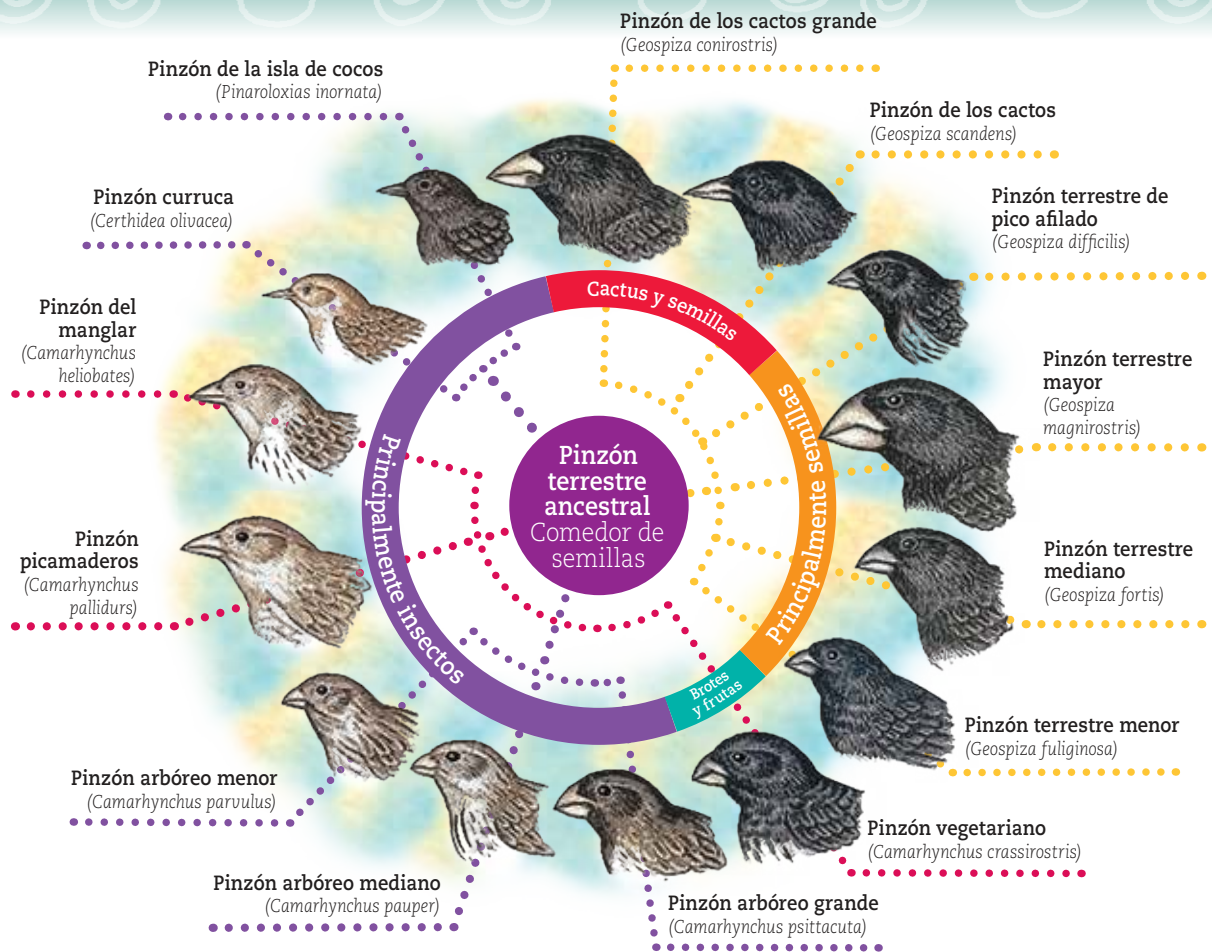 Pinzón de los cactos grande
(Geospiza conirostris)
Pinzón de la isla de cocos
(Pinaroloxias inornata)
Pinzón de los cactos
(Geospiza scandens)
Pinzón curruca
(Certhidea olivacea)
Pinzón terrestre de
pico afilado
(Geospiza difficilis)
Pinzón del
manglar
(Camarhynchus
heliobates)
Pinzón terrestre
mayor
(Geospiza
magnirostris)
Pinzón
picamaderos
(Camarhynchus
pallidurs)
Pinzón terrestre
mediano
(Geospiza fortis)
Pinzón terrestre menor
(Geospiza fuliginosa)
Pinzón arbóreo menor
(Camarhynchus parvulus)
Pinzón vegetariano
(Camarhynchus crassirostris)
Pinzón arbóreo mediano
(Camarhynchus pauper)
Pinzón arbóreo grande
(Camarhynchus psittacuta)
Cactus y semillas
Principalmente semillas
Brotes
y frutas
Principalmente insectos
Pinzón
terrestre
ancestral
Comedor de
semillas